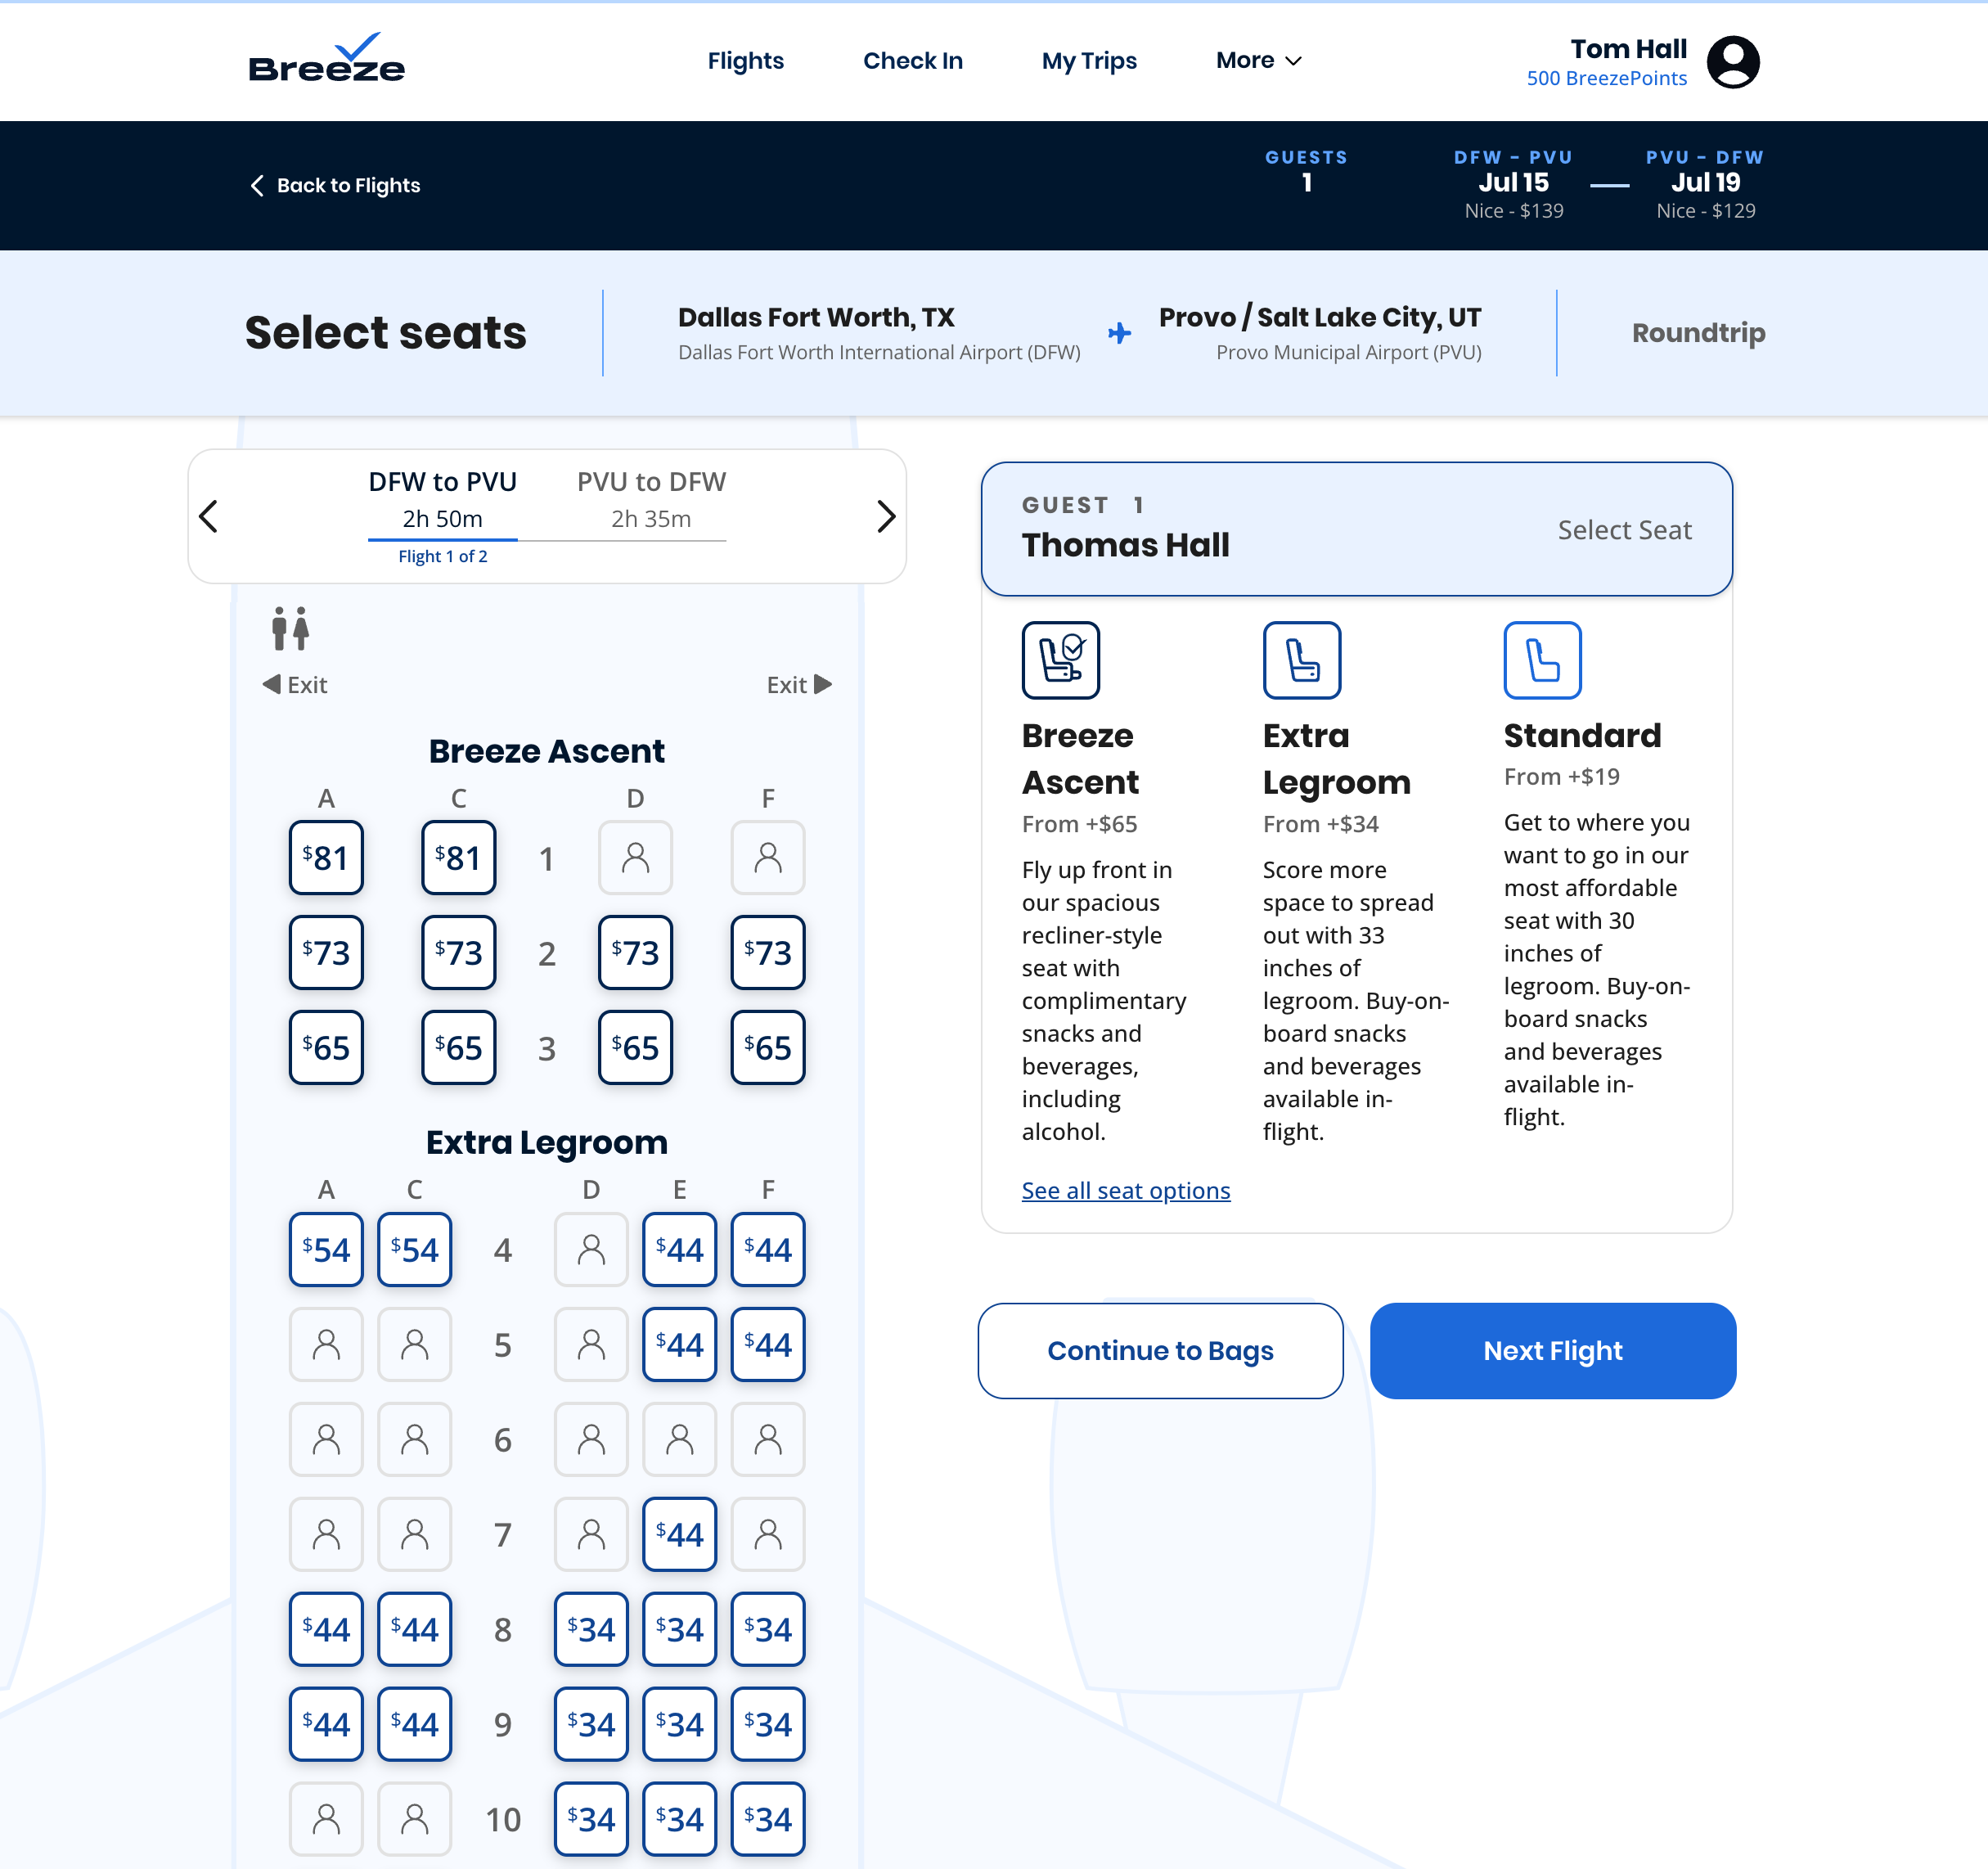 Breeze
Flights
Check In
My Trips
More
Tom Hall
500 BreezePoints
Back to Flights
GUESTS
1
DFW - PVU
Jul 15
Nice - $139
PVU - DFW
Jul 19
Nice - $129
Select seats
Dallas Fort Worth, TX
Dallas Fort Worth International Airport (DFW)
Provo / Salt Lake City, UT
Provo Municipal Airport (PVU)
Roundtrip
DFW to PVU
2h 50m
Flight 1 of 2
PVU to DFW
2h 35m
Exit
Exit
Breeze Ascent
A C D F
$81 $81 1
$73 $73 2 $73 $73
$65 $65 3 $65 $65
Extra Legroom
A C D E F
$54 $54 4 $44 $44
5 $44 $44
6
7 $44
$44 $44 8 $34 $34 $34
$44 $44 9 $34 $34 $34
10 $34 $34 $34
GUEST 1
Thomas Hall
Select Seat
Breeze
Ascent
From +$65
Fly up front in
our spacious
recliner-style
seat with
complimentary
snacks and
beverages,
including
alcohol.
Extra
Legroom
From +$34
Score more
space to spread
out with 33
inches of
legroom. Buy-on-
board snacks
and beverages
available in-
flight.
Standard
From +$19
Get to where you
want to go in our
most affordable
seat with 30
inches of
legroom. Buy-on-
board snacks
and beverages
available in-
flight.
See all seat options
Continue to Bags
Next Flight